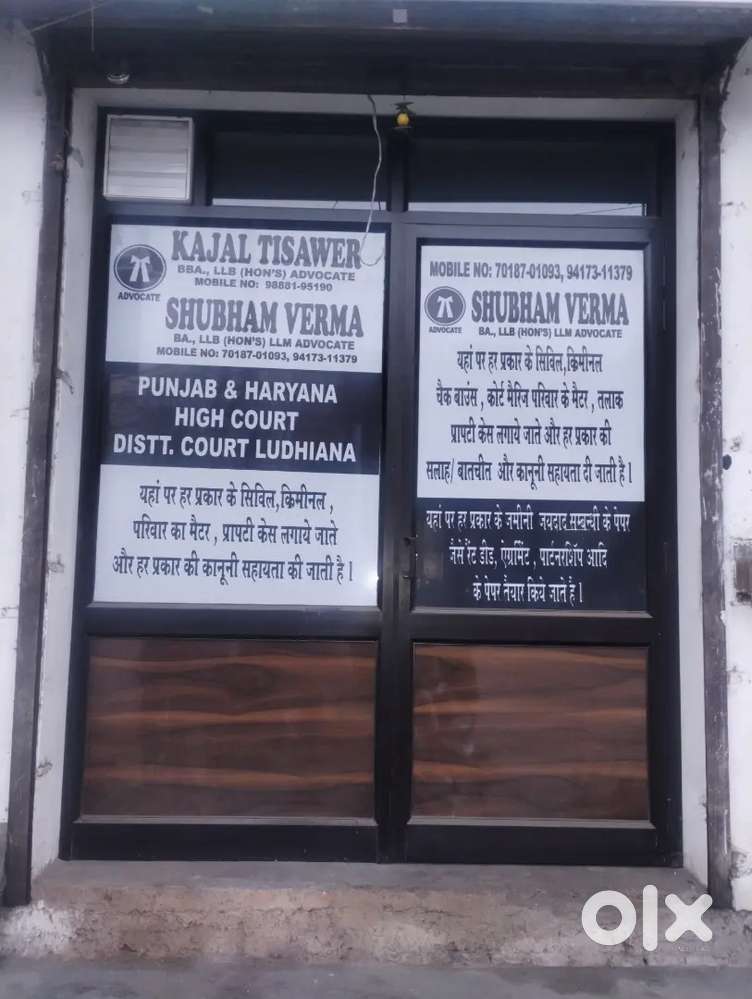 KAJAL TISAWER
BBA., LLB (HON'S) ADVOCATE
MOBILE NO: 98881-95190
ADVOCATE
SHUBHAM VERMA
BA., LLB (HON'S) LLM ADVOCATE
MOBILE NO: 70187-01093, 94173-11379
PUNJAB & HARYANA
HIGH COURT
DISTT. COURT LUDHIANA
यहां पर हर प्रकार के सिविल,क्रिमीनल ,
परिवार का मैटर , प्रापटी केस लगाये जाते
और हर प्रकार की कानूनी सहायता की जाती है ।
MOBILE NO: 70187-01093, 94173-11379
ADVOCATE
SHUBHAM VERMA
BA., LLB (HON'S) LLM ADVOCATE
यहां पर हर प्रकार के सिविल,क्रिमीनल
चैक बाउंस , कोर्ट मैरिज परिवार के मैटर , तलाक
प्रापटी केस लगाये जाते और हर प्रकार की
सलाह/ बातचीत और कानूनी सहायता दी जाती है ।
यहां पर हर प्रकार के जमीनी जयदाद सम्बन्धी के पेपर
जैसे रैंट डीड, ऐग्रीमिंट , पार्टनरशिप आदि
के पेपर तैयार किये जाते है ।
olx